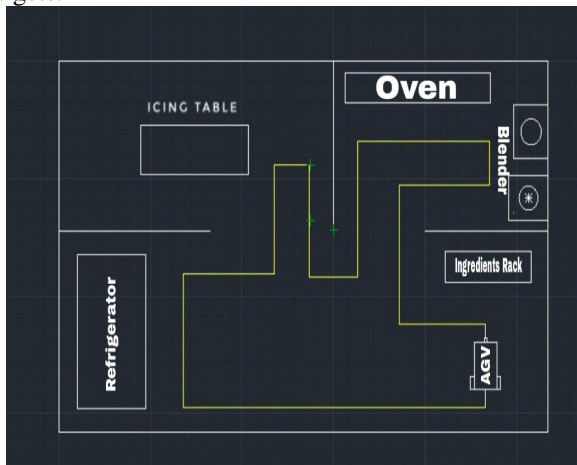 Oven
ICING TABLE
Blender
Ingredients Rack
Refrigerator
AGV